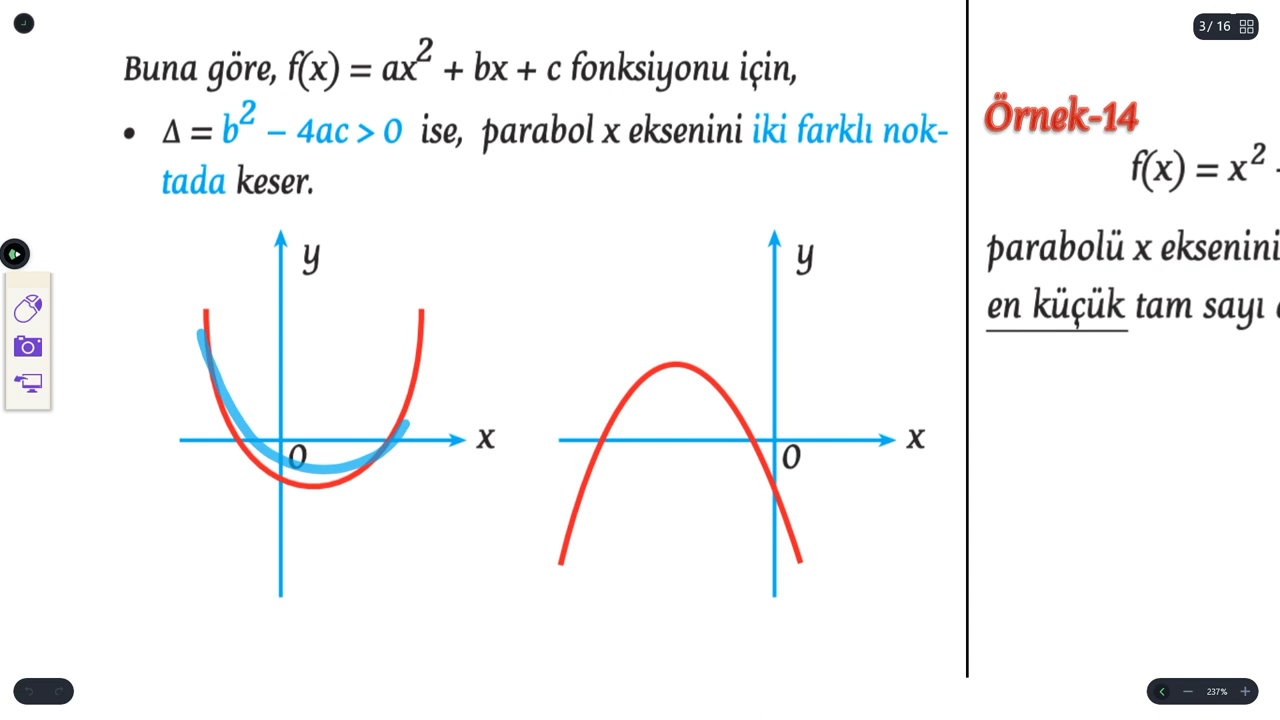 Buna göre, f(x) = ax² + bx + c fonksiyonu için,
• Δ = b² – 4ac > 0 ise, parabol x eksenini iki farklı nok-
tada keser.
y
x
0
y
x
0
Örnek-14
f(x) = x²
parabolü x eksenini
en küçük tam sayı
3/ 16
237%